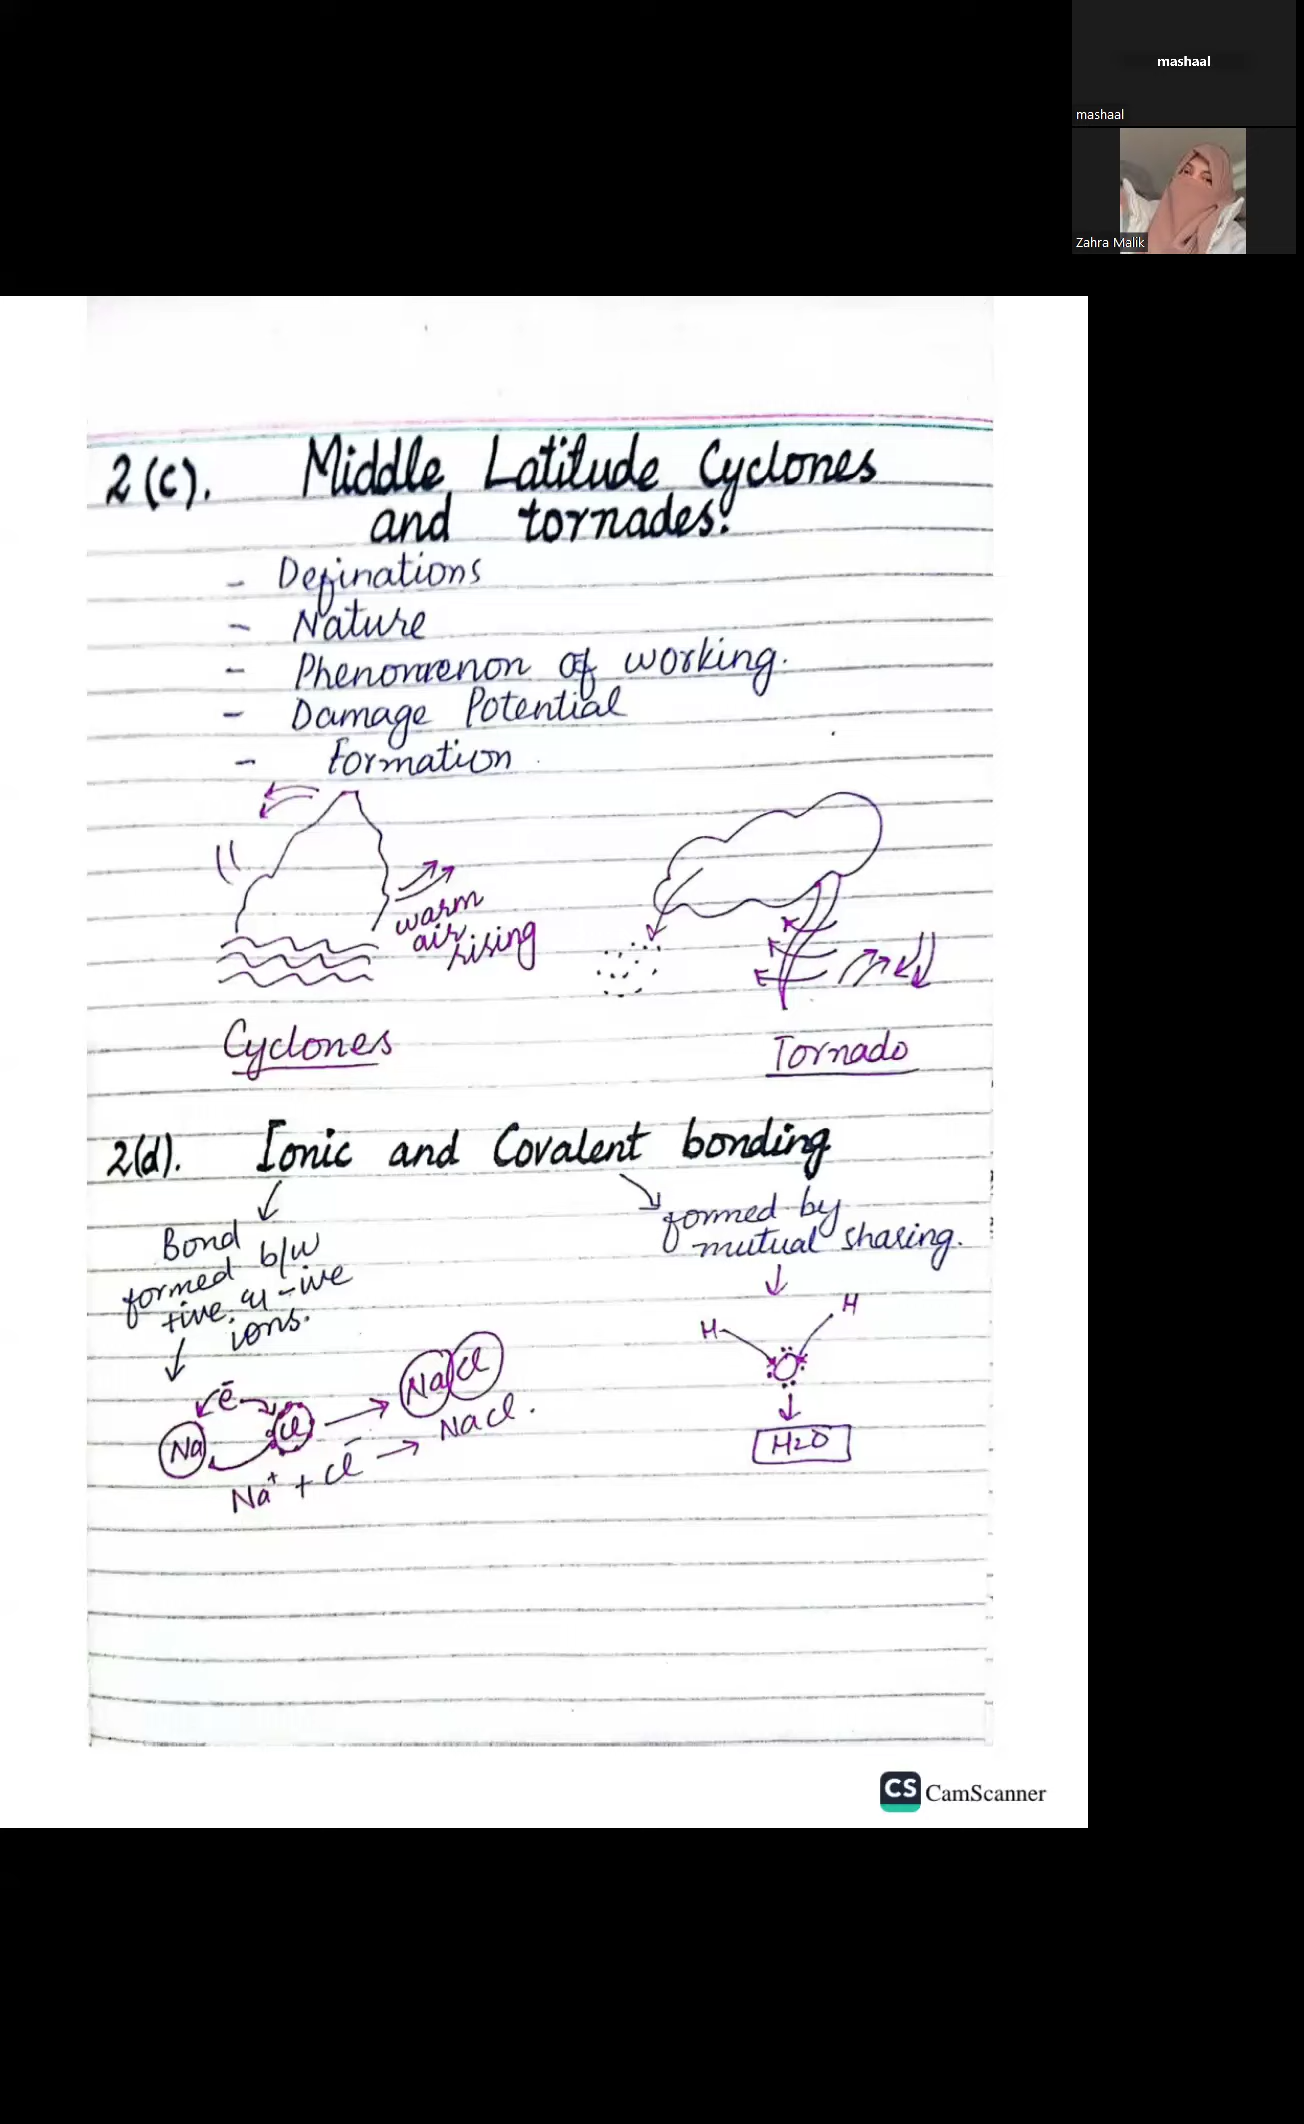 mashaal
mashaal
Zahra Malik
2(c). Middle Latitude Cyclones
and tornades:
- Definations
- Nature
- Phenomenon of working.
- Damage Potential
- Formation
warm
air
rising
Cyclones
Tornado
2(d). Ionic and Covalent bonding
Bond
formed b/w
+ive, -ive
ions.
formed by
mutual sharing.
H
H
O
H2O
e̅
Na Cl → NaCl
Na⁺ + Cl⁻ → NaCl.
CS CamScanner